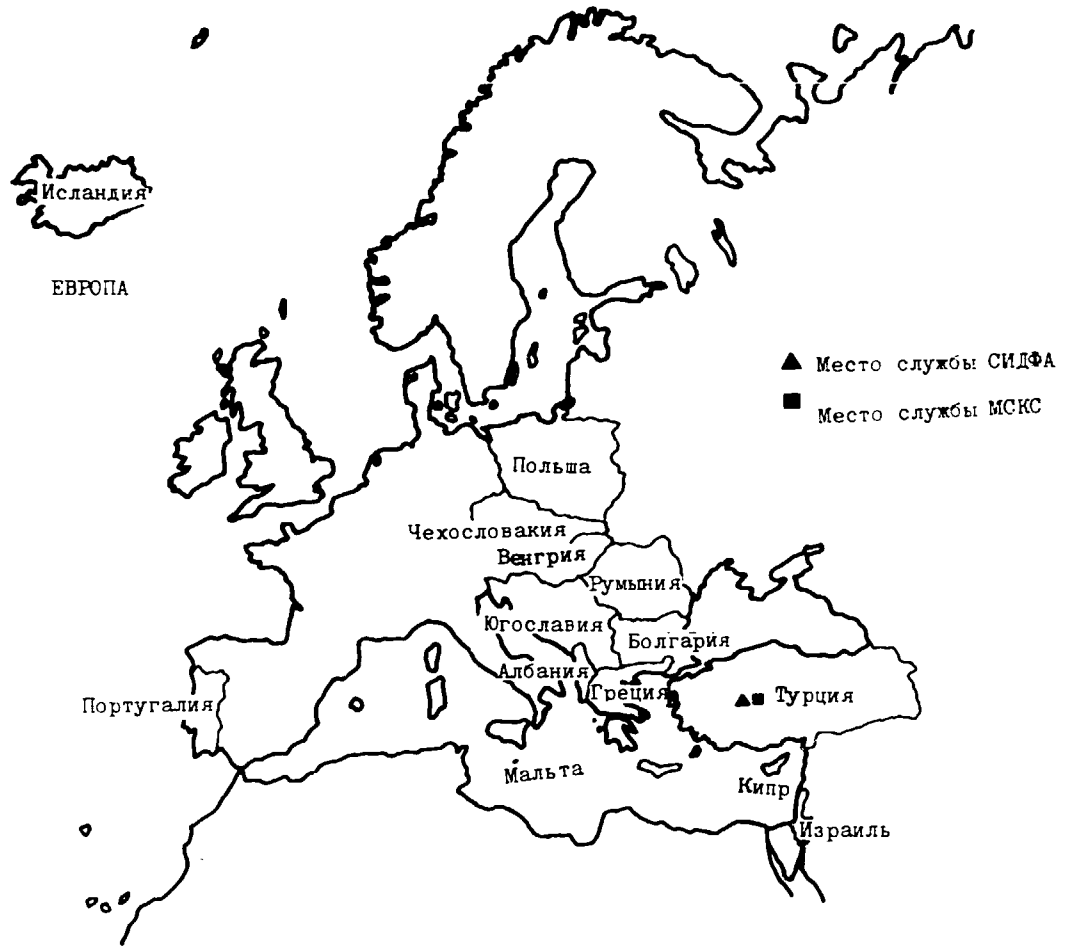 Исландия
ЕВРОПА
▲ Место службы СИДФА
■ Место службы МСКС
Польша
Чехословакия
Венгрия
Румыния
Югославия
Болгария
Албания
Греция
Турция
Португалия
Мальта
Кипр
Израиль